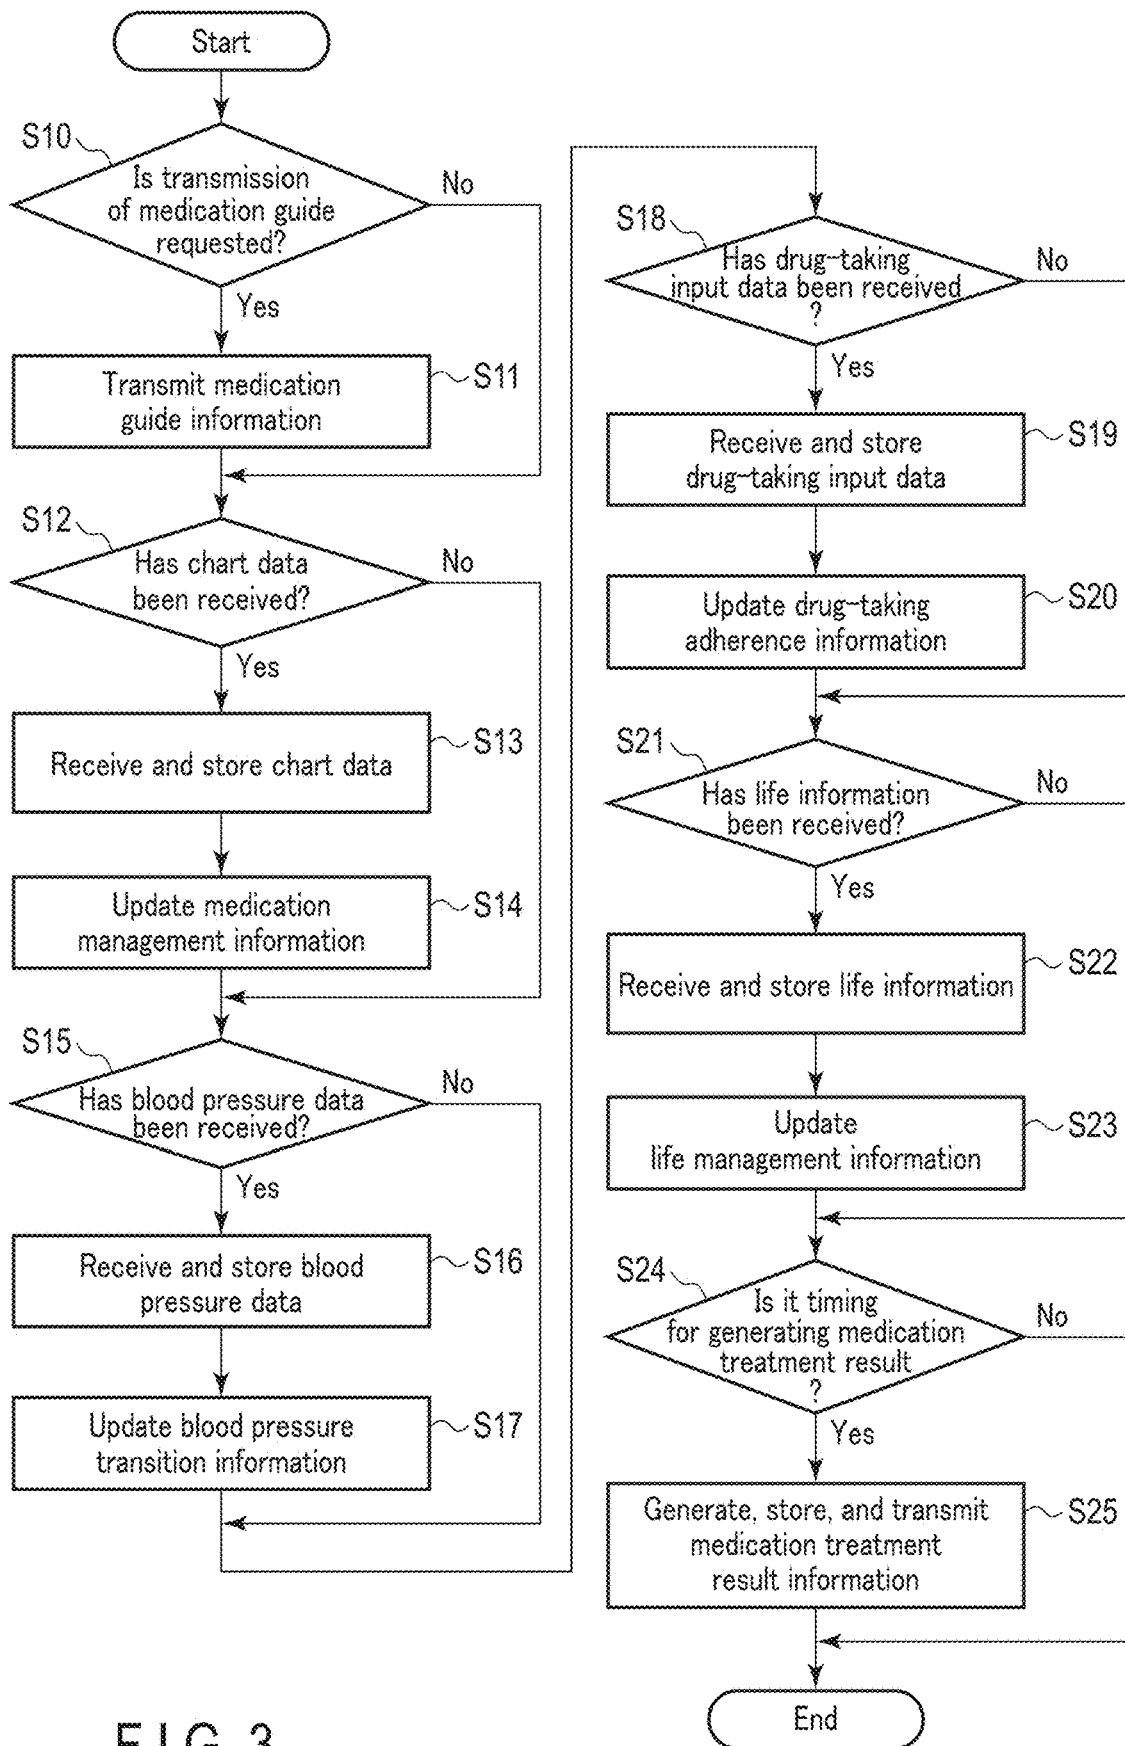 Start
S10
Is transmission
of medication guide
requested?
No
Yes
Transmit medication
guide information
S11
S12
Has chart data
been received?
No
Yes
Receive and store chart data
S13
Update medication
management information
S14
S15
Has blood pressure data
been received?
No
Yes
Receive and store blood
pressure data
S16
Update blood pressure
transition information
S17
S18
Has drug-taking
input data been received
?
No
Yes
Receive and store
drug-taking input data
S19
Update drug-taking
adherence information
S20
S21
Has life information
been received?
No
Yes
Receive and store life information
S22
Update
life management information
S23
S24
Is it timing
for generating medication
treatment result
?
No
Yes
Generate, store, and transmit
medication treatment
result information
S25
End
FIG. 3